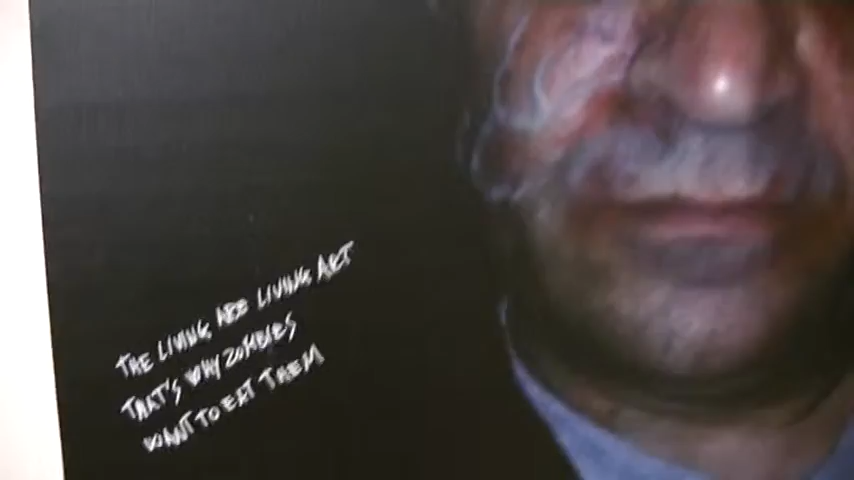 THE LIVING ARE LIVING ART
THAT'S WHY ZOMBIES
WANT TO EAT THEM